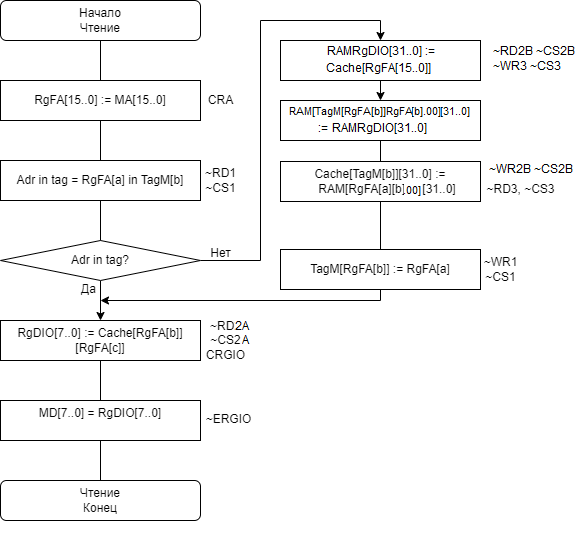 Начало
Чтение
RgFA[15..0] := MA[15..0]
CRA
Adr in tag = RgFA[a] in TagM[b]
~RD1
~CS1
Adr in tag?
Нет
Да
RAMRgDIO[31..0] :=
Cache[RgFA[15..0]]
~RD2B ~CS2B
~WR3 ~CS3
RAM[TagM[RgFA[b]]RgFA[b].00][31..0]
:= RAMRgDIO[31..0]
Cache[TagM[b]][31..0] :=
RAM[RgFA[a][b].00][31..0]
~WR2B ~CS2B
~RD3, ~CS3
TagM[RgFA[b]] := RgFA[a]
~WR1
~CS1
RgDIO[7..0] := Cache[RgFA[b]]
[RgFA[c]]
~RD2A
~CS2A
CRGIO
MD[7..0] = RgDIO[7..0]
~ERGIO
Чтение
Конец